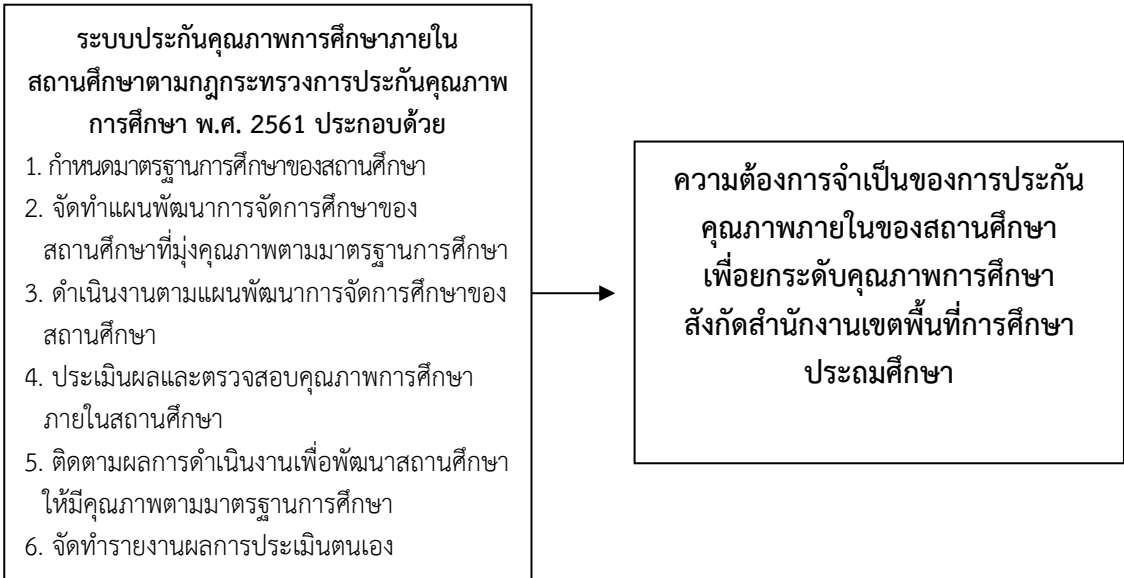 ระบบประกันคุณภาพการศึกษาภายใน
สถานศึกษาตามกฎกระทรวงการประกันคุณภาพ
การศึกษา พ.ศ. 2561 ประกอบด้วย
1. กำหนดมาตรฐานการศึกษาของสถานศึกษา
2. จัดทำแผนพัฒนาการจัดการศึกษาของ
สถานศึกษาที่มุ่งคุณภาพตามมาตรฐานการศึกษา
3. ดำเนินงานตามแผนพัฒนาการจัดการศึกษาของ
สถานศึกษา
4. ประเมินผลและตรวจสอบคุณภาพการศึกษา
ภายในสถานศึกษา
5. ติดตามผลการดำเนินงานเพื่อพัฒนาสถานศึกษา
ให้มีคุณภาพตามมาตรฐานการศึกษา
6. จัดทำรายงานผลการประเมินตนเอง
ความต้องการจำเป็นของการประกัน
คุณภาพภายในของสถานศึกษา
เพื่อยกระดับคุณภาพการศึกษา
สังกัดสำนักงานเขตพื้นที่การศึกษา
ประถมศึกษา